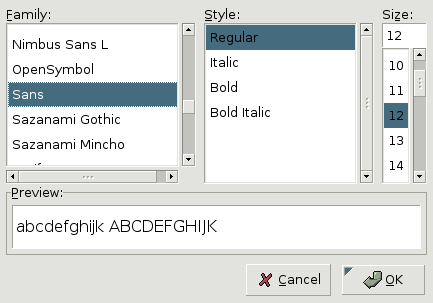 Family:
Style:
Size:
Nimbus Sans L
OpenSymbol
Sans
Sazanami Gothic
Sazanami Mincho
Regular
Italic
Bold
Bold Italic
12
10
11
12
13
14
Preview:
abcdefghijk ABCDEFGHIJK
Cancel
OK